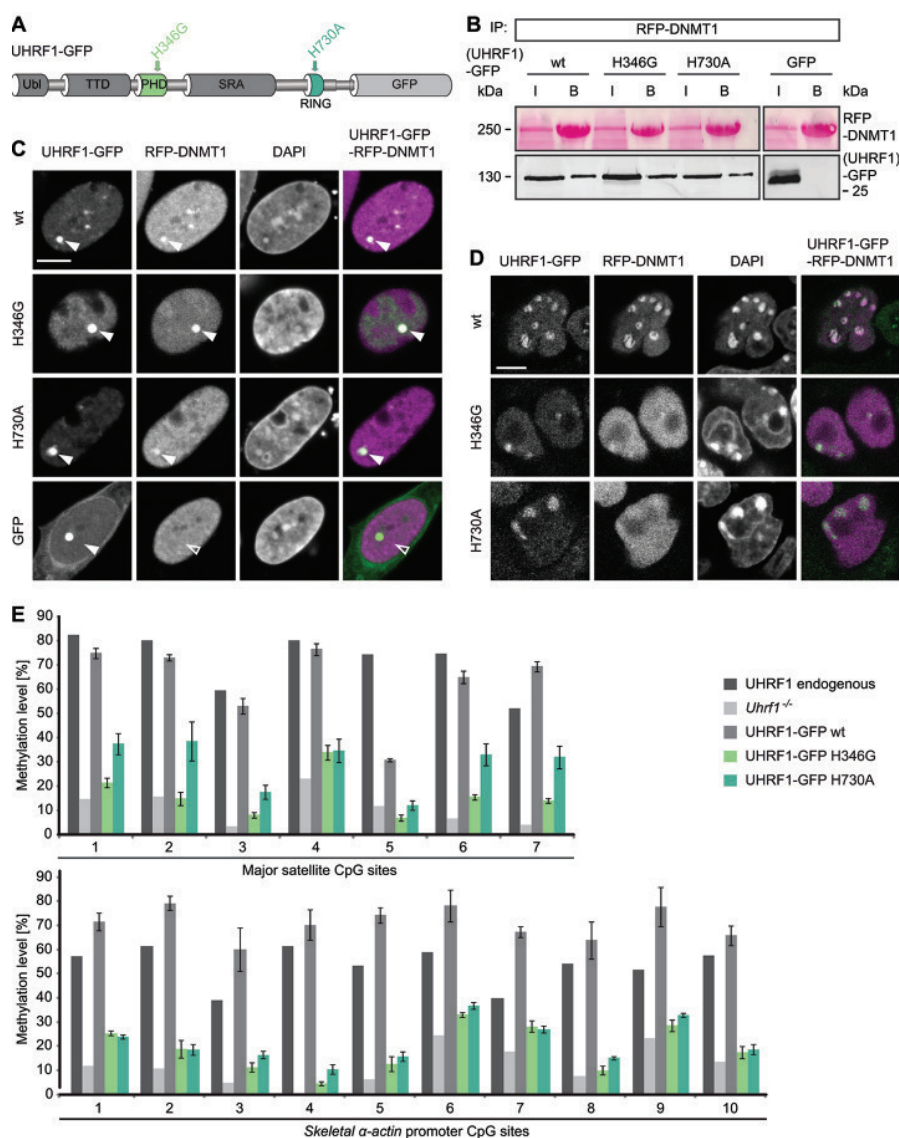 A
UHRF1-GFP
H346G
H730A
Ubl
TTD
PHD
SRA
RING
GFP
B IP: RFP-DNMT1
(UHRF1)
-GFP
wt H346G H730A GFP
kDa I B I B I B I B kDa
250 -
RFP
-DNMT1
130 -
(UHRF1)
-GFP
- 25
C
UHRF1-GFP RFP-DNMT1 DAPI UHRF1-GFP
-RFP-DNMT1
wt
H346G
H730A
GFP
D
UHRF1-GFP RFP-DNMT1 DAPI UHRF1-GFP
-RFP-DNMT1
wt
H346G
H730A
E
Methylation level [%]
90
80
70
60
50
40
30
20
10
0
1 2 3 4 5 6 7
Major satellite CpG sites
UHRF1 endogenous
Uhrf1-/-
UHRF1-GFP wt
UHRF1-GFP H346G
UHRF1-GFP H730A
Methylation level [%]
90
80
70
60
50
40
30
20
10
0
1 2 3 4 5 6 7 8 9 10
Skeletal α-actin promoter CpG sites